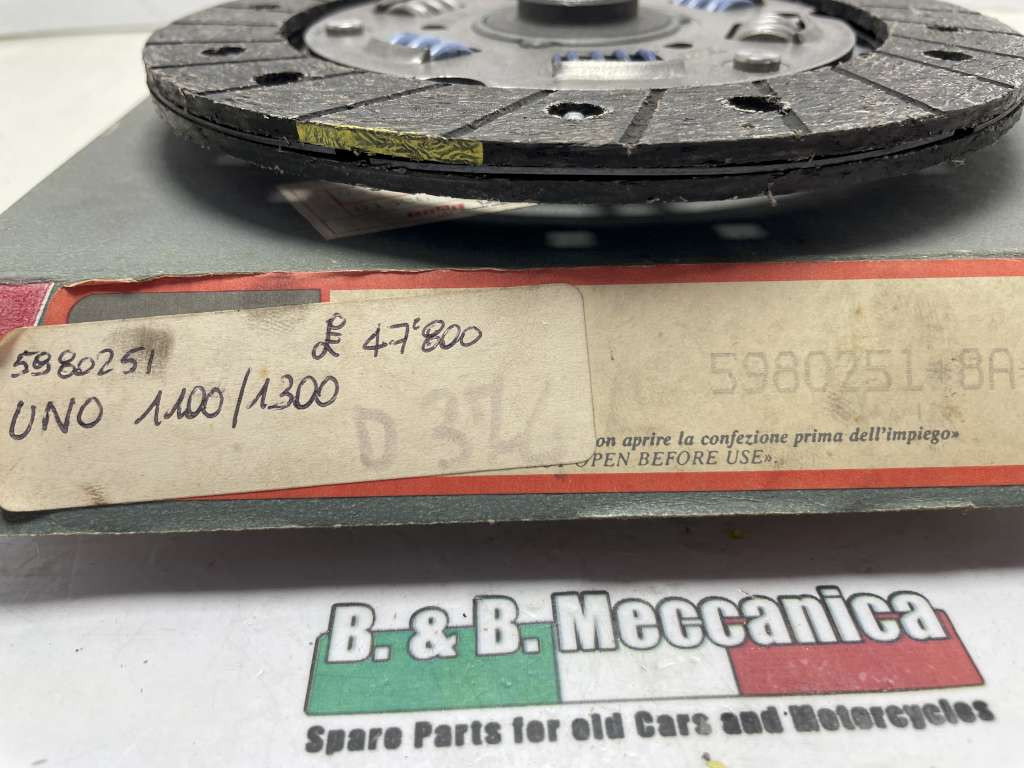 5980251 £ 47'800
UNO 1100/1300
5980251*BA
on aprire la confezione prima dell'impiego»
OPEN BEFORE USE».
B. & B. Meccanica
Spare Parts for old Cars and Motorcycles